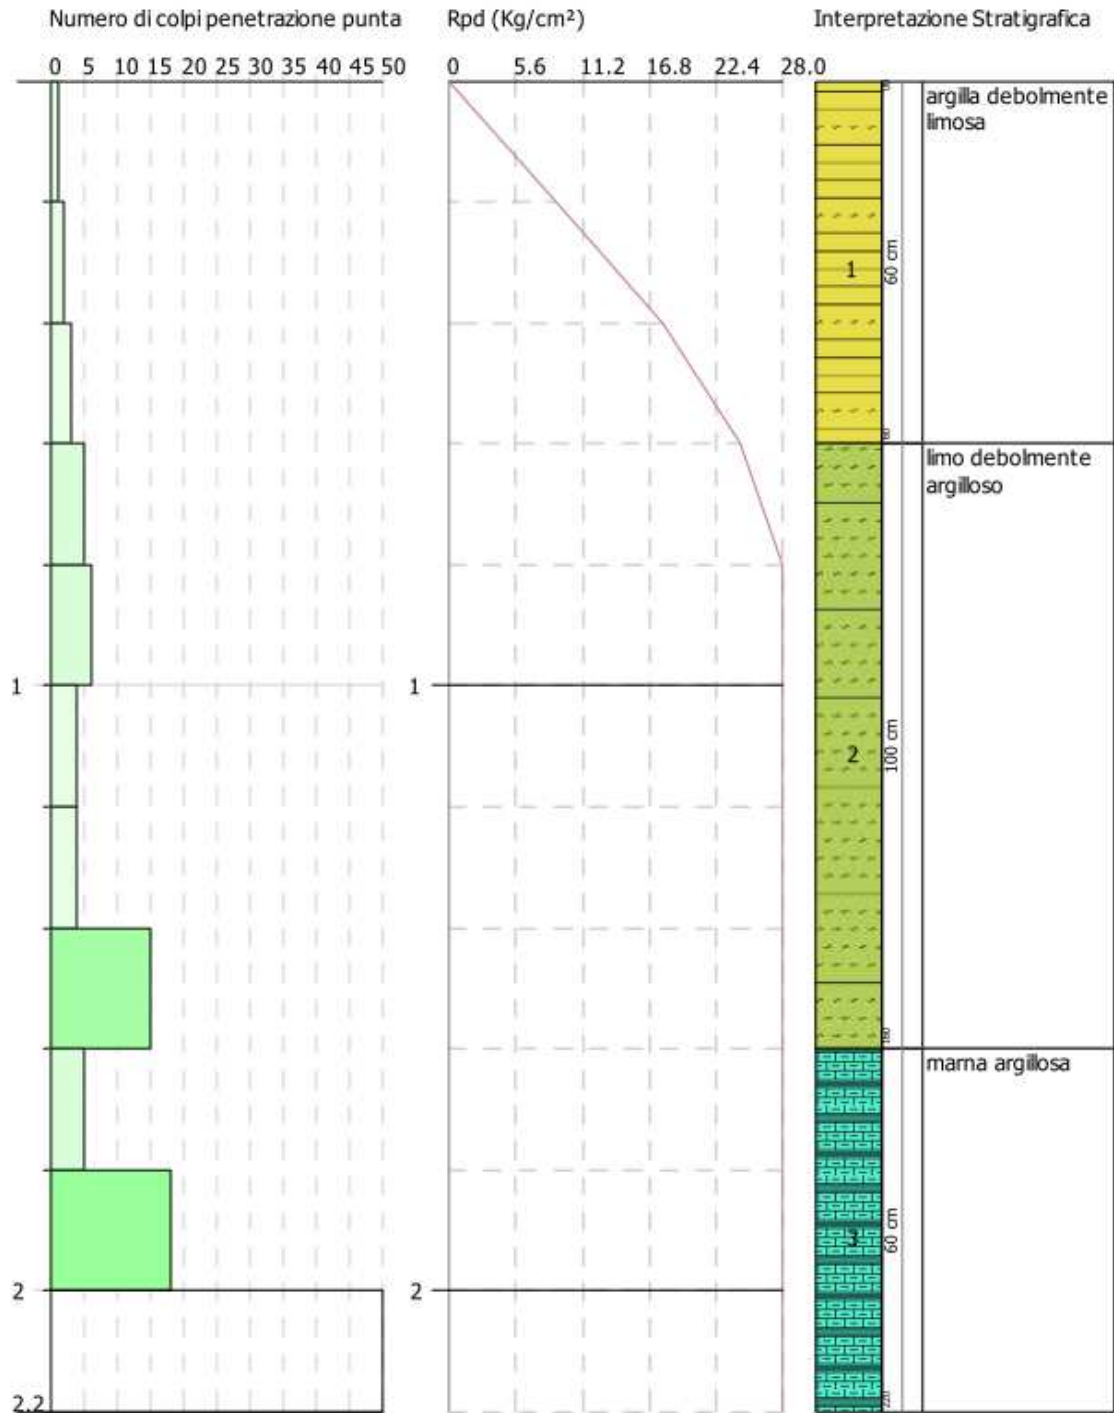 Numero di colpi penetrazione punta
Rpd (Kg/cm²)
Interpretazione Stratigrafica
0 5 10 15 20 25 30 35 40 45 50
0 5.6 11.2 16.8 22.4 28.0
argilla debolmente
limosa
1
60 cm
limo debolmente
argilloso
1
1
2
100 cm
marna argillosa
3
60 cm
2
2
2.2
220